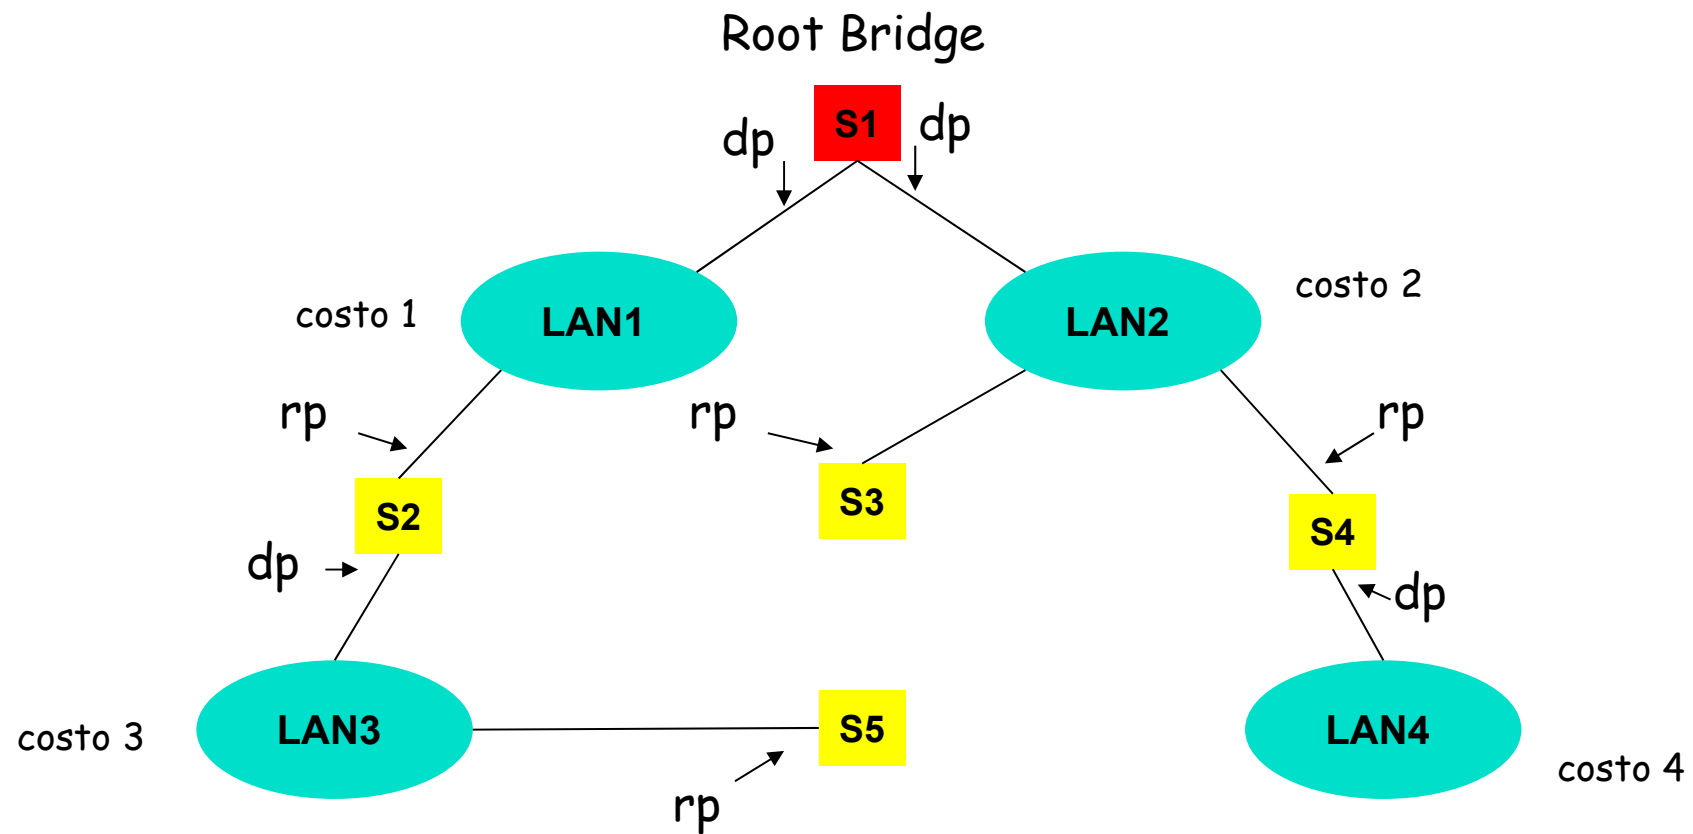 Root Bridge
S1
dp
dp
costo 1
LAN1
LAN2
costo 2
rp
rp
rp
S2
S3
S4
dp
dp
costo 3
LAN3
S5
LAN4
costo 4
rp